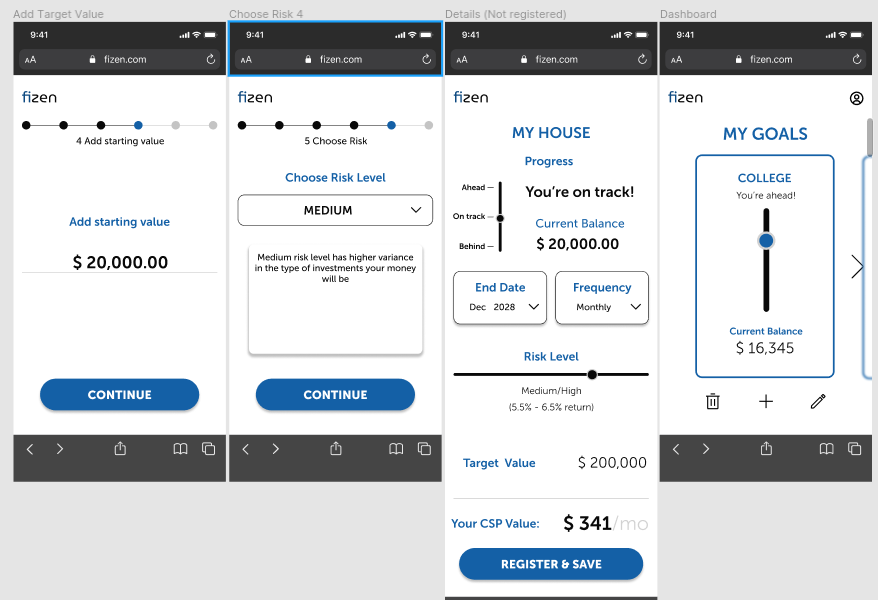 Add Target Value
9:41
AA
fizen.com
fizen
4 Add starting value
Add starting value
$ 20,000.00
CONTINUE
Choose Risk 4
9:41
AA
fizen.com
fizen
5 Choose Risk
Choose Risk Level
MEDIUM
Medium risk level has higher variance
in the type of investments your money
will be
CONTINUE
Details (Not registered)
9:41
AA
fizen.com
fizen
MY HOUSE
Progress
Ahead
You're on track!
On track
Current Balance
Behind
$ 20,000.00
End Date
Dec 2028
Frequency
Monthly
Risk Level
Medium/High
(5.5% - 6.5% return)
Target Value $ 200,000
Your CSP Value: $ 341/mo
REGISTER & SAVE
Dashboard
9:41
AA
fizen.com
fizen
MY GOALS
COLLEGE
You're ahead!
Current Balance
$ 16,345